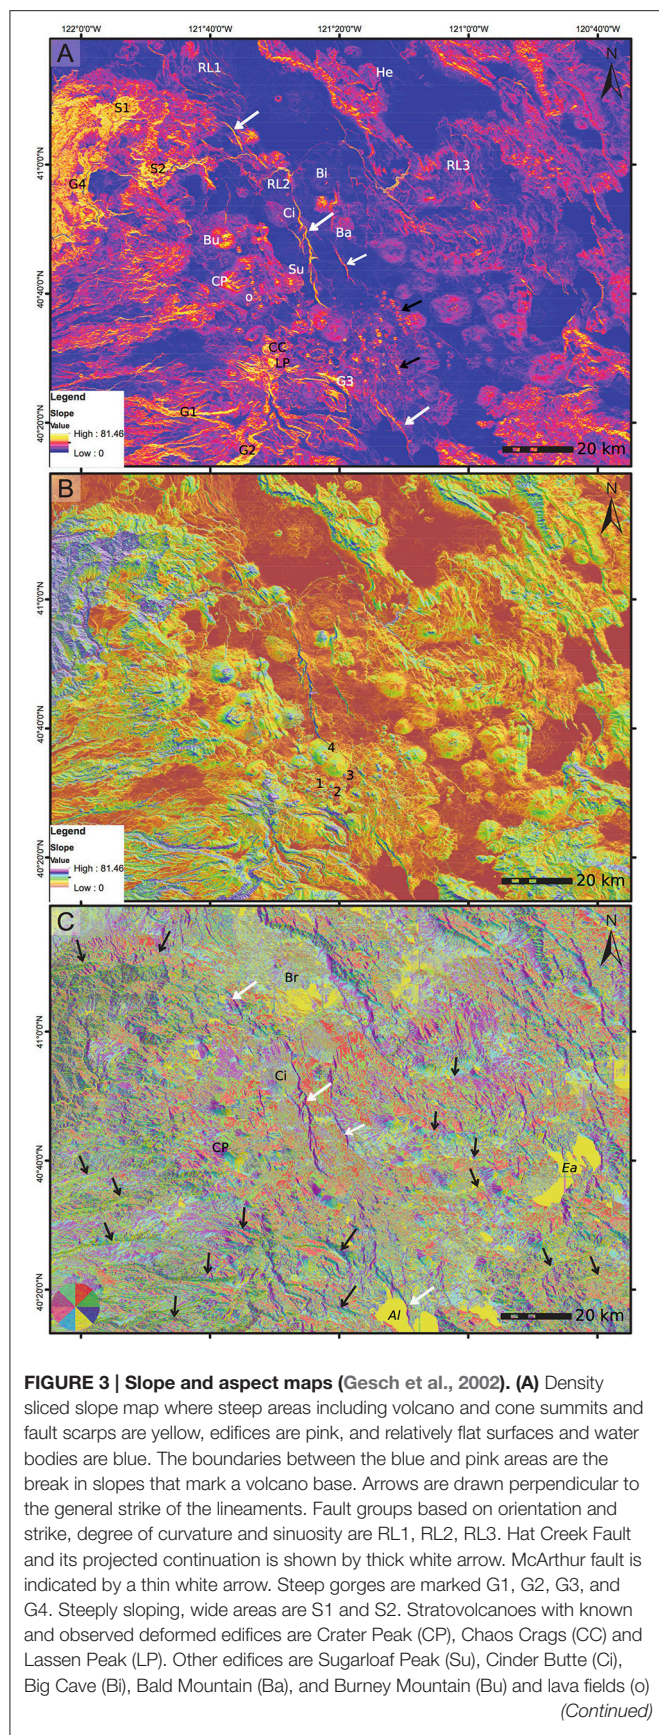 122°0'0"W 121°40'0"W 121°20'0"W 121°0'0"W 120°40'0"W
A
N
RL1
He
S1
41°0'0"N
S2
G4
RL2
Bi
RL3
Ci
Bu
Ba
CP
Su
o
40°40'0"N
CC
LP
G3
G1
G2
40°20'0"N
Legend
Slope
Value
High : 81.46
Low : 0
20 km
B
N
41°0'0"N
40°40'0"N
4
3
1
2
40°20'0"N
Legend
Slope
Value
High : 81.46
Low : 0
20 km
C
N
Br
41°0'0"N
Ci
CP
40°40'0"N
Ea
40°20'0"N
Al
20 km
FIGURE 3 | Slope and aspect maps (Gesch et al., 2002). (A) Density
sliced slope map where steep areas including volcano and cone summits and
fault scarps are yellow, edifices are pink, and relatively flat surfaces and water
bodies are blue. The boundaries between the blue and pink areas are the
break in slopes that mark a volcano base. Arrows are drawn perpendicular to
the general strike of the lineaments. Fault groups based on orientation and
strike, degree of curvature and sinuosity are RL1, RL2, RL3. Hat Creek Fault
and its projected continuation is shown by thick white arrow. McArthur fault is
indicated by a thin white arrow. Steep gorges are marked G1, G2, G3, and
G4. Steeply sloping, wide areas are S1 and S2. Stratovolcanoes with known
and observed deformed edifices are Crater Peak (CP), Chaos Crags (CC) and
Lassen Peak (LP). Other edifices are Sugarloaf Peak (Su), Cinder Butte (Ci),
Big Cave (Bi), Bald Mountain (Ba), and Burney Mountain (Bu) and lava fields (o)
(Continued)